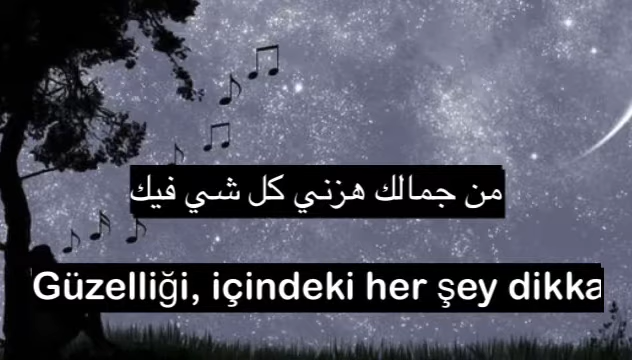 من جمالك هزني كل شي فيك
Güzelliği, içindeki her şey dikka